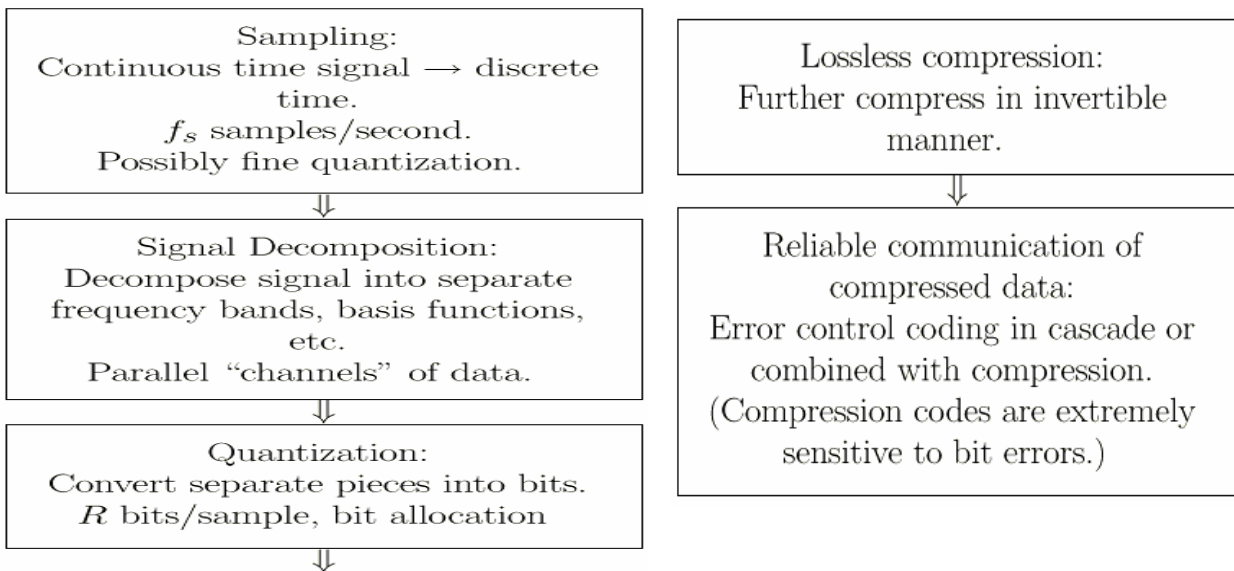 Sampling:
Continuous time signal → discrete
time.
fₛ samples/second.
Possibly fine quantization.
⇓
Signal Decomposition:
Decompose signal into separate
frequency bands, basis functions,
etc.
Parallel “channels” of data.
⇓
Quantization:
Convert separate pieces into bits.
R bits/sample, bit allocation
⇓
Lossless compression:
Further compress in invertible
manner.
⇓
Reliable communication of
compressed data:
Error control coding in cascade or
combined with compression.
(Compression codes are extremely
sensitive to bit errors.)